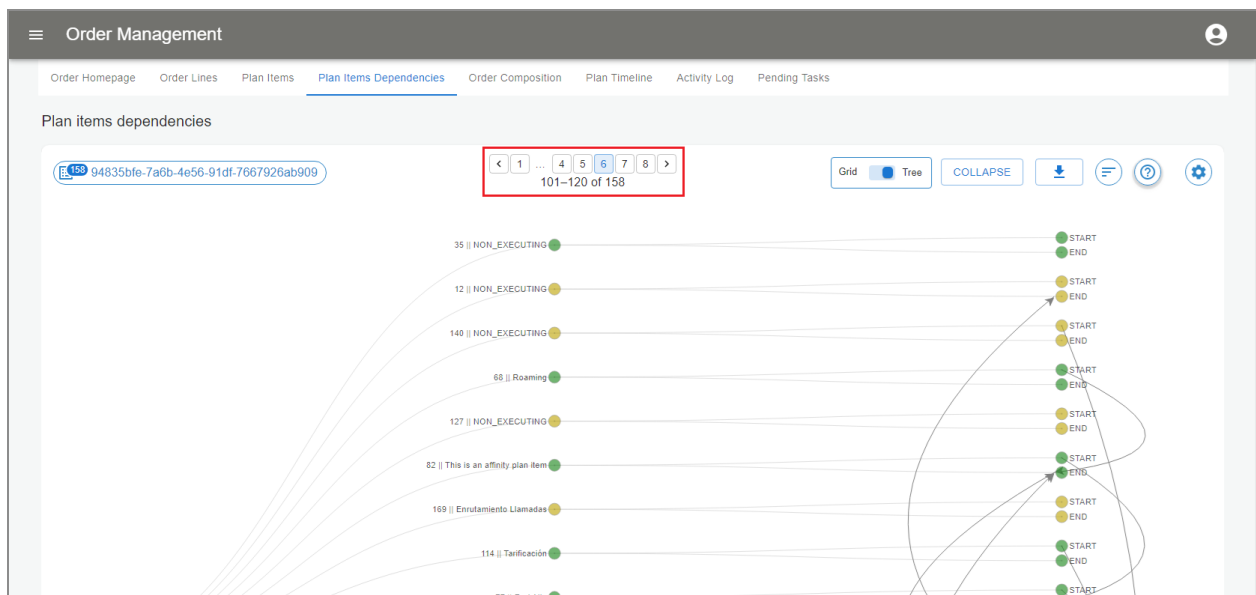 Order Management
Order Homepage Order Lines Plan Items Plan Items Dependencies Order Composition Plan Timeline Activity Log Pending Tasks
Plan items dependencies
158 94835bfe-7a6b-4e56-91df-7667926ab909
< 1 ... 4 5 6 7 8 >
101–120 of 158
Grid Tree COLLAPSE
35 || NON_EXECUTING START
END
12 || NON_EXECUTING START
END
140 || NON_EXECUTING START
END
68 || Roaming START
END
127 || NON_EXECUTING START
END
82 || This is an affinity plan item START
END
169 || Enrutamiento Llamadas START
END
114 || Tarificación START
END
START